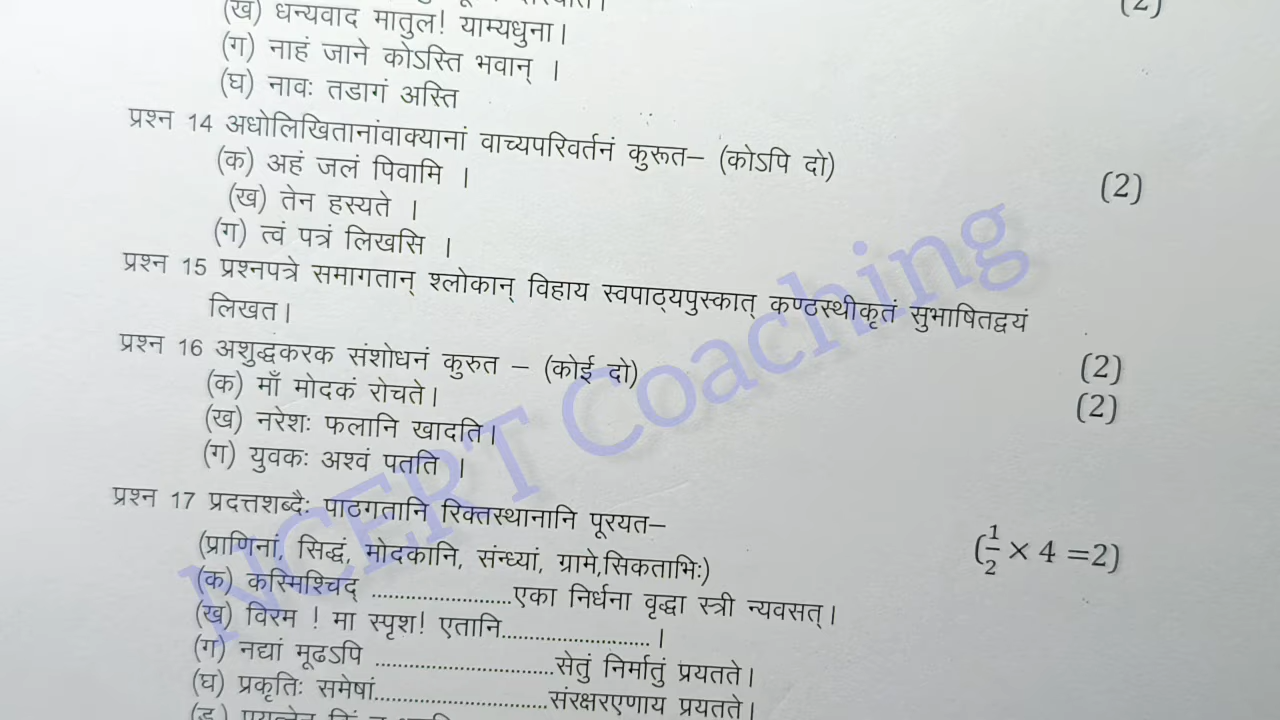 (2)
(ख) धन्यवाद मातुल! याम्यधुना।
(ग) नाहं जाने कोऽस्ति भवान् ।
(घ) नावः तडागं अस्ति
प्रश्न 14 अधोलिखितानांवाक्यानां वाच्यपरिवर्तनं कुरूत– (कोऽपि दो) (2)
(क) अहं जलं पिवामि ।
(ख) तेन हस्यते ।
(ग) त्वं पत्रं लिखसि ।
प्रश्न 15 प्रश्नपत्रे समागतान् श्लोकान् विहाय स्वपाठ्यपुस्कात् कण्ठस्थीकृतं सुभाषितद्वयं
लिखत। (2)
प्रश्न 16 अशुद्धकरक संशोधनं कुरुत – (कोई दो) (2)
(क) माँ मोदकं रोचते।
(ख) नरेशः फलानि खादति।
(ग) युवकः अश्वं पतति ।
प्रश्न 17 प्रदत्तशब्दैः पाठगतानि रिक्तस्थानानि पूरयत– (1/2 × 4 =2)
(प्राणिनां, सिद्धं, मोदकानि, संन्ध्यां, ग्रामे,सिकताभिः)
(क) कस्मिश्चिद् ........................एका निर्धना वृद्धा स्त्री न्यवसत्।
(ख) विरम ! मा स्पृश! एतानि..........................।
(ग) नद्यां मूढऽपि ..............................सेतुं निर्मातुं प्रयतते।
(घ) प्रकृतिः समेषां.............................संरक्षरएणाय प्रयतते।
NCERT Coaching